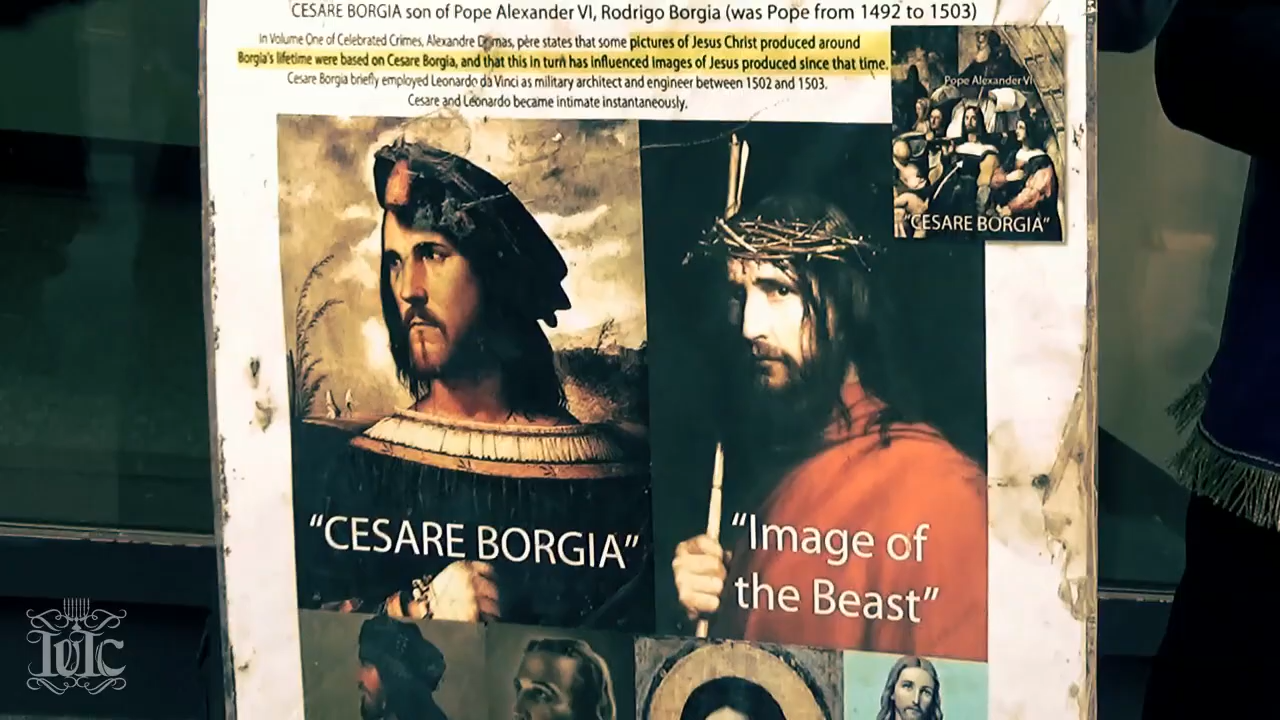 CESARE BORGIA son of Pope Alexander VI, Rodrigo Borgia (was Pope from 1492 to 1503)
In Volume One of Celebrated Crimes, Alexandre Dumas, père states that some pictures of Jesus Christ produced around
Borgia's lifetime were based on Cesare Borgia, and that this in turn has influenced images of Jesus produced since that time.
Cesare Borgia briefly employed Leonardo da Vinci as military architect and engineer between 1502 and 1503.
Cesare and Leonardo became intimate instantaneously.
Pope Alexander VI
"CESARE BORGIA"
"CESARE BORGIA"
"Image of
the Beast"
IUIC